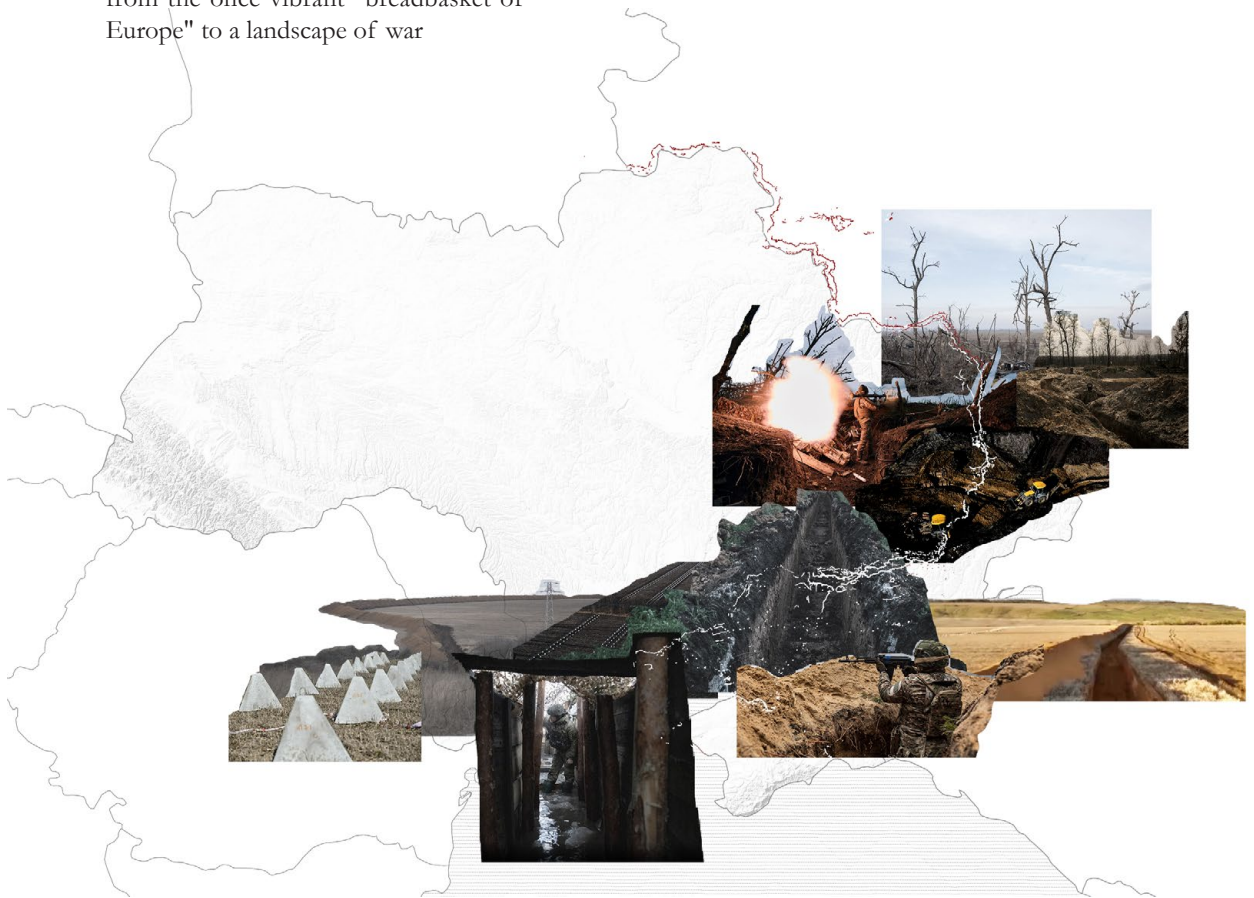 from the once vibrant "breadbasket of
Europe" to a landscape of war